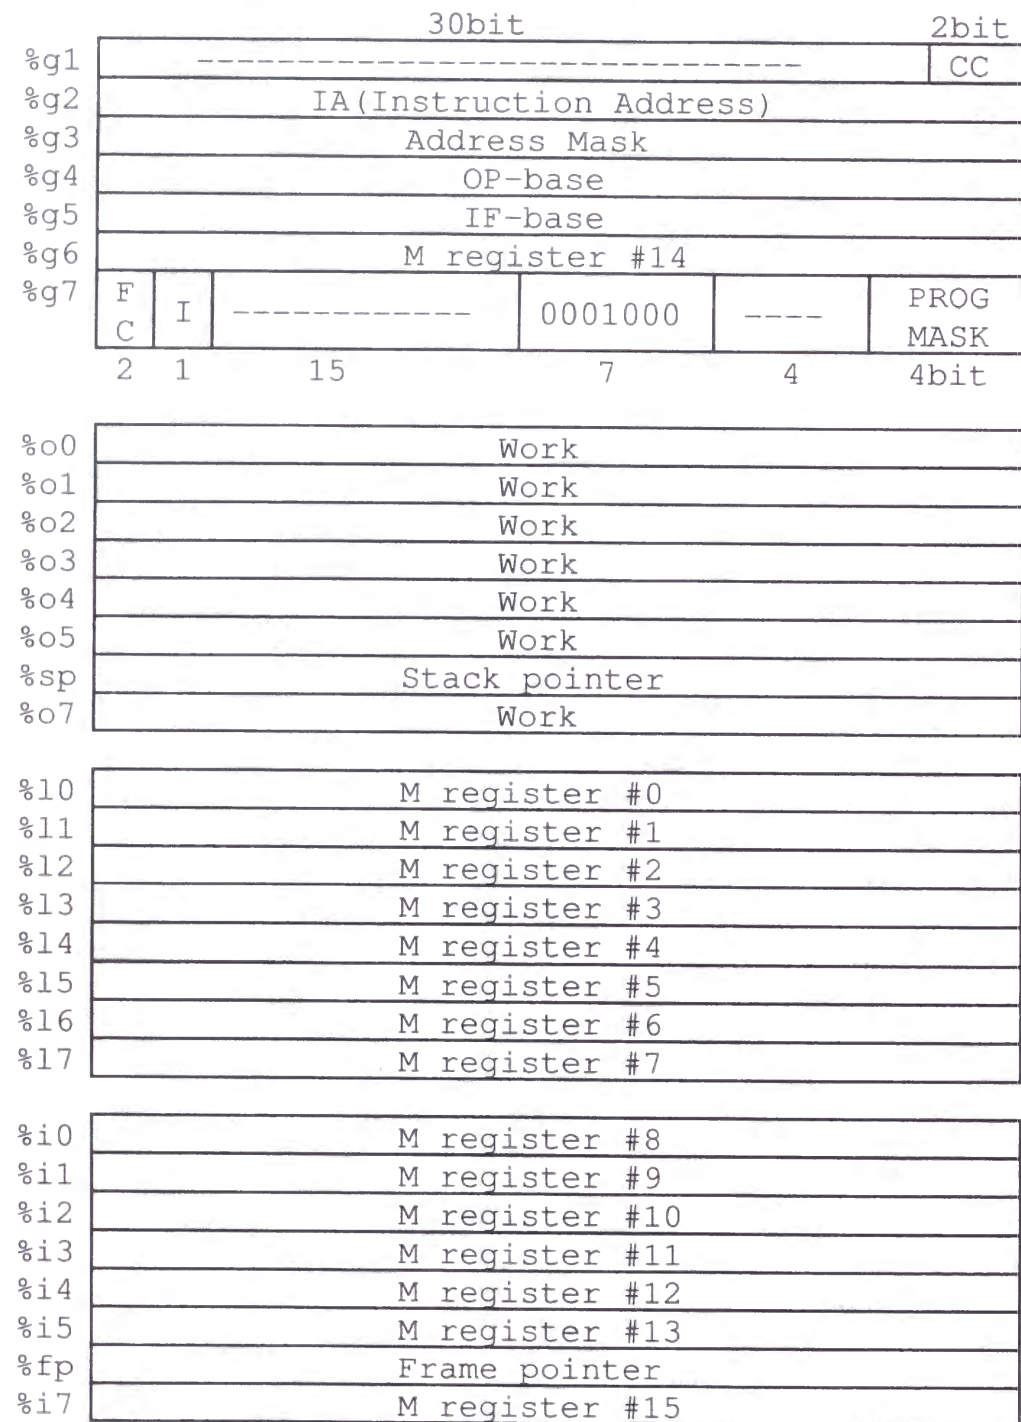 30bit 2bit
%g1 ------------------------------ CC
%g2 IA(Instruction Address)
%g3 Address Mask
%g4 OP-base
%g5 IF-base
%g6 M register #14
%g7 F C I ------------ 0001000 ---- PROG MASK
2 1 15 7 4 4bit
%o0 Work
%o1 Work
%o2 Work
%o3 Work
%o4 Work
%o5 Work
%sp Stack pointer
%o7 Work
%l0 M register #0
%l1 M register #1
%l2 M register #2
%l3 M register #3
%l4 M register #4
%l5 M register #5
%l6 M register #6
%l7 M register #7
%i0 M register #8
%i1 M register #9
%i2 M register #10
%i3 M register #11
%i4 M register #12
%i5 M register #13
%fp Frame pointer
%i7 M register #15